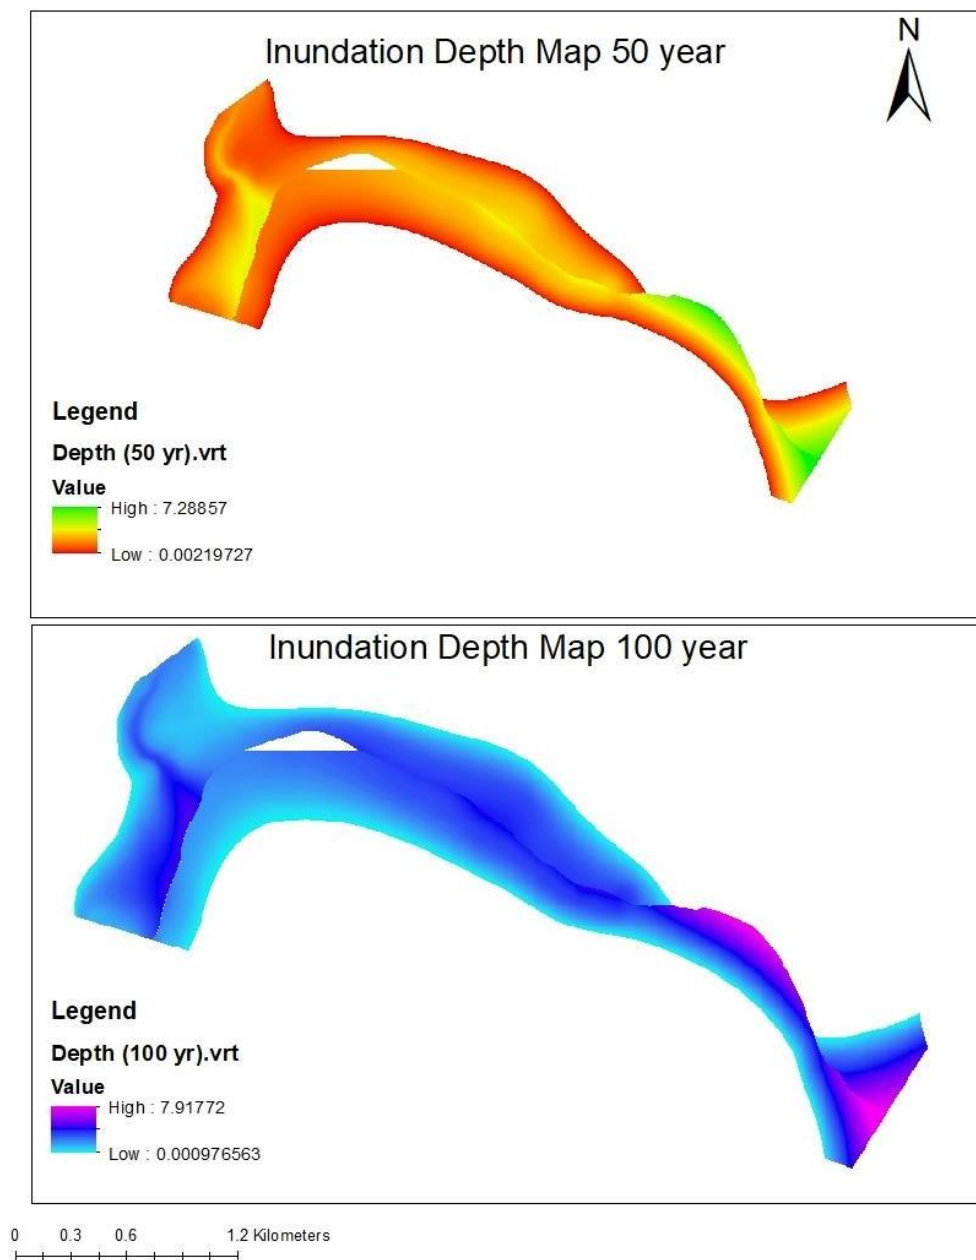 Inundation Depth Map 50 year
N
Legend
Depth (50 yr).vrt
Value
High : 7.28857
Low : 0.00219727
Inundation Depth Map 100 year
Legend
Depth (100 yr).vrt
Value
High : 7.91772
Low : 0.000976563
0 0.3 0.6 1.2 Kilometers